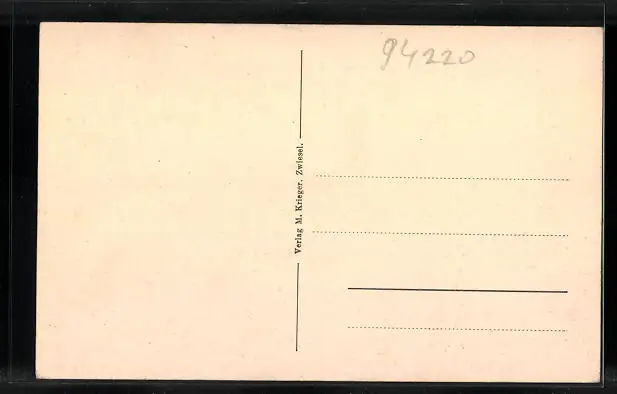 94220
Verlag M. Krieger, Zwiesel.